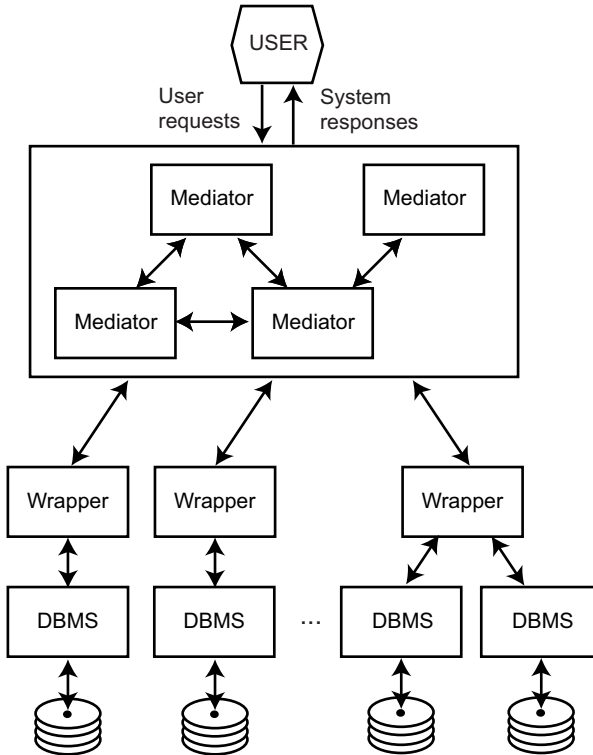 USER
User
requests
System
responses
Mediator
Mediator
Mediator
Mediator
Wrapper
Wrapper
Wrapper
DBMS
DBMS
...
DBMS
DBMS